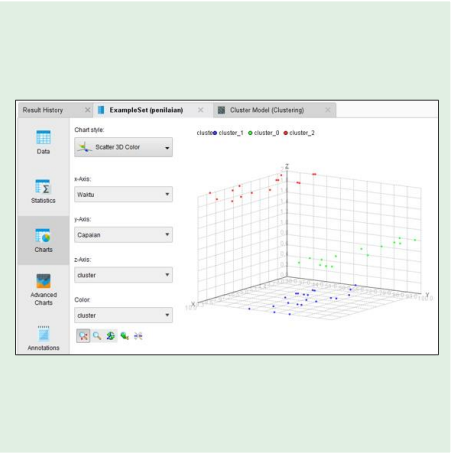 Result History
ExampleSet (penilaian)
Cluster Model (Clustering)
Data
Statistics
Charts
Advanced
Charts
Annotations
Chart style:
Scatter 3D Color
x-Axis:
Waktu
y-Axis:
Capaian
z-Axis:
cluster
Color:
cluster
cluster cluster_1 cluster_0 cluster_2
Z
X
Y